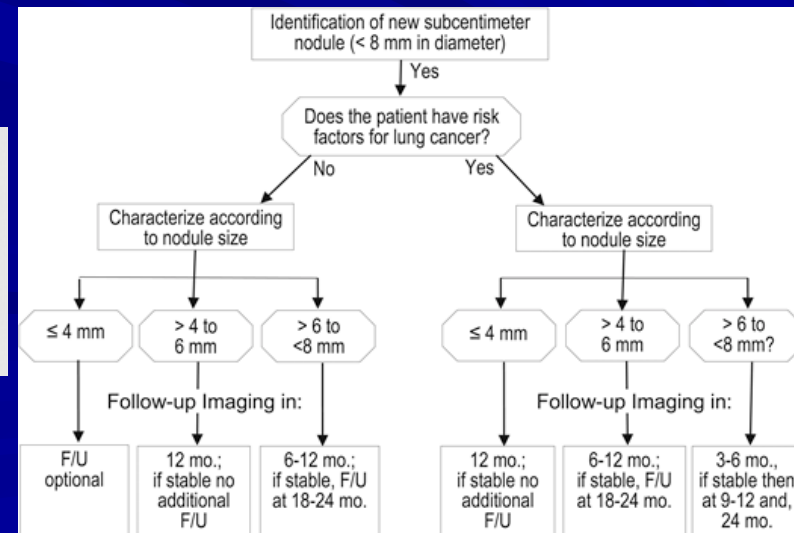 Identification of new subcentimeter
nodule (< 8 mm in diameter)
Yes
Does the patient have risk
factors for lung cancer?
No
Yes
Characterize according
to nodule size
Characterize according
to nodule size
≤ 4 mm
> 4 to
6 mm
> 6 to
<8 mm
≤ 4 mm
> 4 to
6 mm
> 6 to
<8 mm?
Follow-up Imaging in:
Follow-up Imaging in:
F/U
optional
12 mo.;
if stable no
additional
F/U
6-12 mo.;
if stable, F/U
at 18-24 mo.
12 mo.;
if stable no
additional
F/U
6-12 mo.;
if stable, F/U
at 18-24 mo.
3-6 mo.,
if stable then
at 9-12 and,
24 mo.